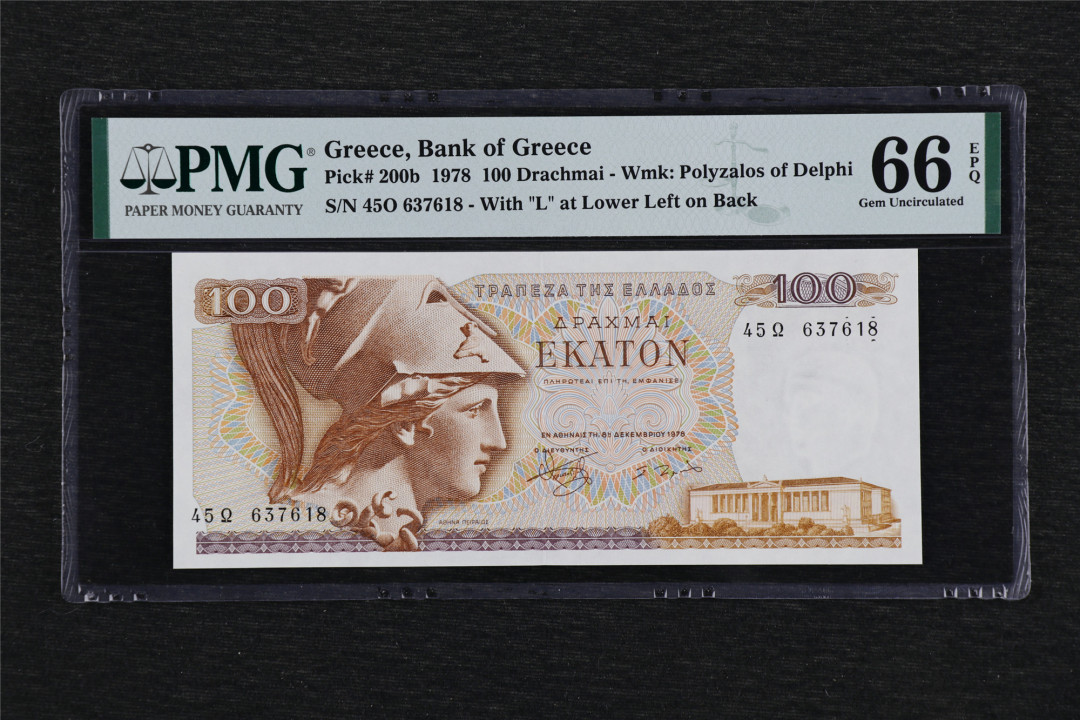 PMG®
PAPER MONEY GUARANTY
Greece, Bank of Greece
Pick# 200b 1978 100 Drachmai - Wmk: Polyzalos of Delphi
S/N 45O 637618 - With "L" at Lower Left on Back
66
EPQ
Gem Uncirculated
100
ΤΡΑΠΕΖΑ ΤΗΣ ΕΛΛΑΔΟΣ
100
ΔΡΑΧΜΑΙ
45Ω 637618
ΕΚΑΤΟΝ
ΠΛΗΡΩΤΕΑΙ ΕΠΙ ΤΗ, ΕΜΦΑΝΙΣΕΙ
ΕΝ ΑΘΗΝΑΙΣ ΤΗ, 8η ΔΕΚΕΜΒΡΙΟΥ 1978
Ο ΔΙΕΥΘΥΝΤΗΣ
Ο ΔΙΟΙΚΗΤΗΣ
45Ω 637618
ΑΘΗΝΑ ΠΕΙΡΑΙΩΣ